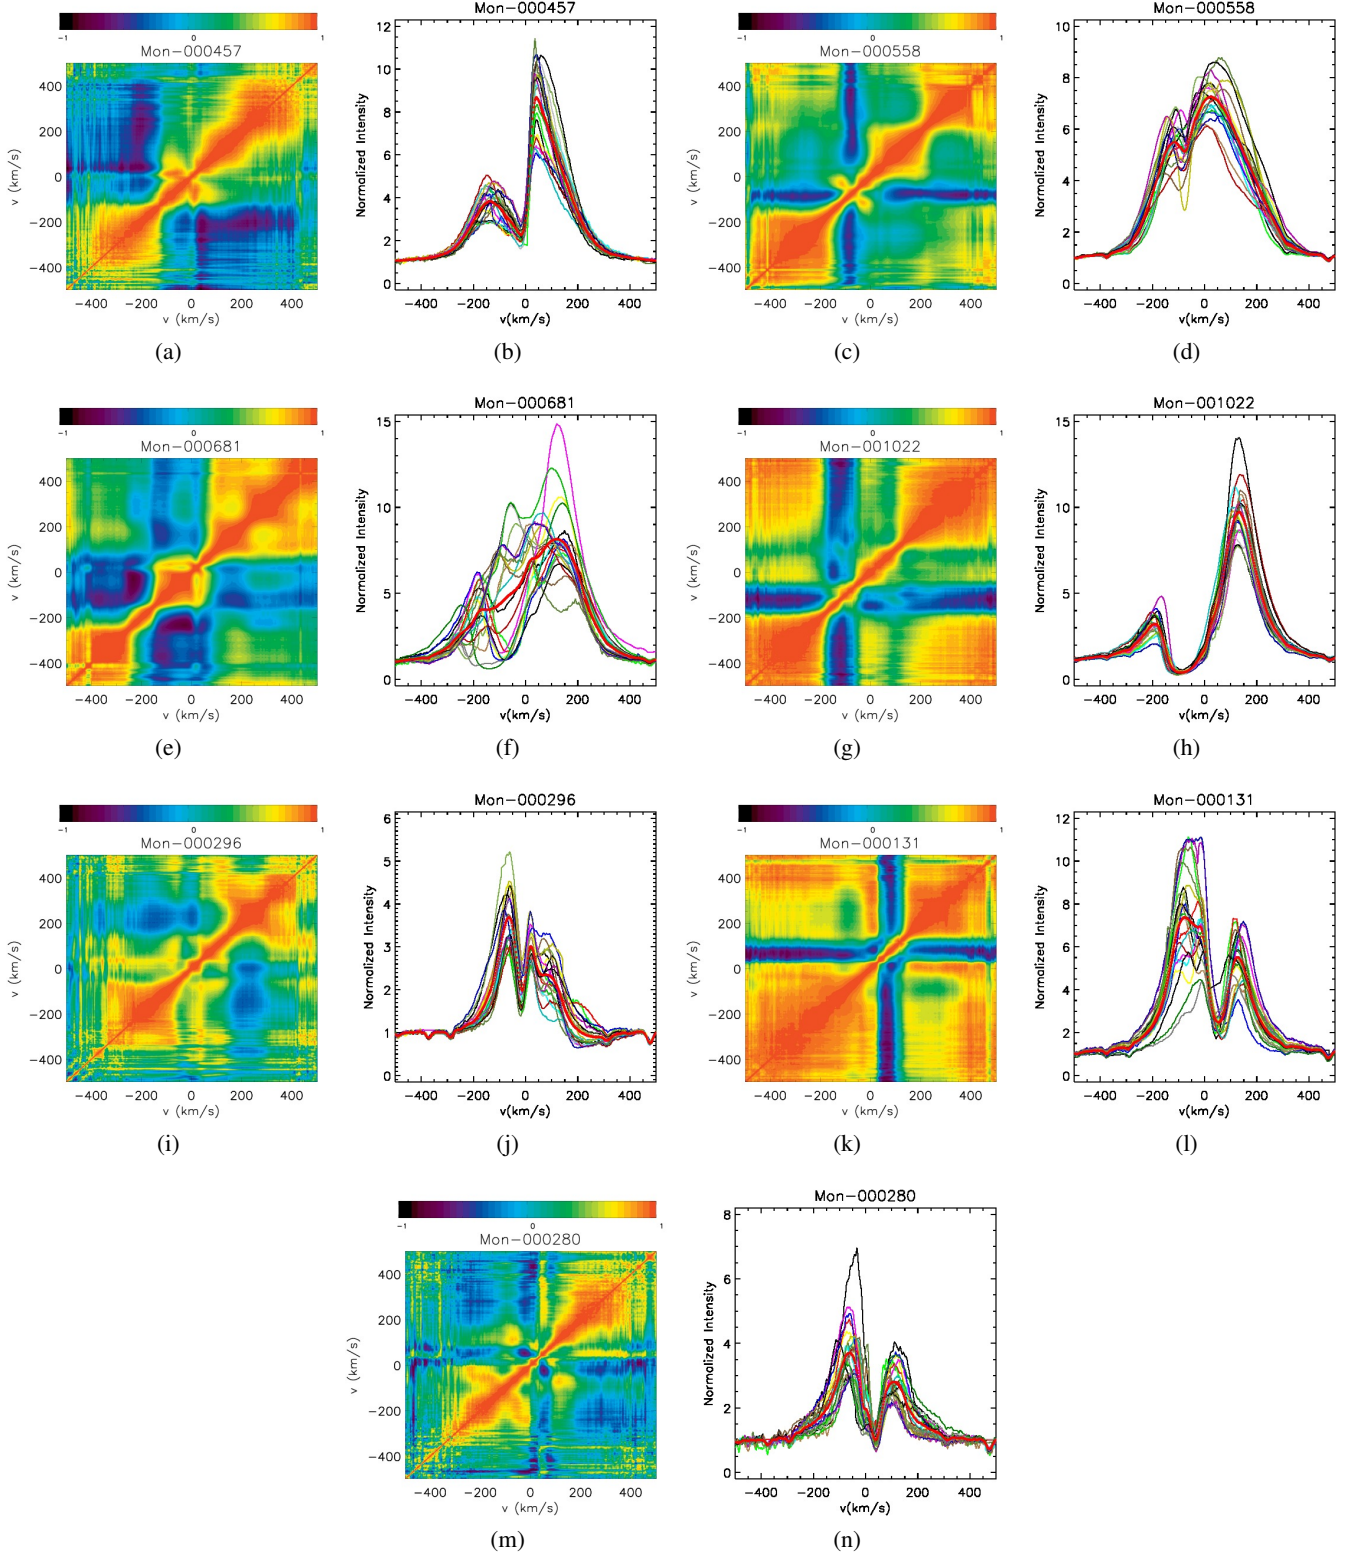 Mon-000457
-1 0 1
Mon-000457
v (km/s)
400
200
0
-200
-400
-400 -200 0 200 400
v (km/s)
(a)
Normalized Intensity
12
10
8
6
4
2
0
-400 -200 0 200 400
v(km/s)
(b)
Mon-000558
-1 0 1
Mon-000558
v (km/s)
400
200
0
-200
-400
-400 -200 0 200 400
v (km/s)
(c)
Normalized Intensity
10
8
6
4
2
0
-400 -200 0 200 400
v(km/s)
(d)
Mon-000681
-1 0 1
Mon-000681
v (km/s)
400
200
0
-200
-400
-400 -200 0 200 400
v (km/s)
(e)
Normalized Intensity
15
10
5
0
-400 -200 0 200 400
v(km/s)
(f)
Mon-001022
-1 0 1
Mon-001022
v (km/s)
400
200
0
-200
-400
-400 -200 0 200 400
v (km/s)
(g)
Normalized Intensity
15
10
5
0
-400 -200 0 200 400
v(km/s)
(h)
Mon-000296
-1 0 1
Mon-000296
v (km/s)
400
200
0
-200
-400
-400 -200 0 200 400
v (km/s)
(i)
Normalized Intensity
6
5
4
3
2
1
0
-400 -200 0 200 400
v(km/s)
(j)
Mon-000131
-1 0 1
Mon-000131
v (km/s)
400
200
0
-200
-400
-400 -200 0 200 400
v (km/s)
(k)
Normalized Intensity
12
10
8
6
4
2
0
-400 -200 0 200 400
v(km/s)
(l)
Mon-000280
-1 0 1
Mon-000280
v (km/s)
400
200
0
-200
-400
-400 -200 0 200 400
v (km/s)
(m)
Normalized Intensity
8
6
4
2
0
-400 -200 0 200 400
v(km/s)
(n)